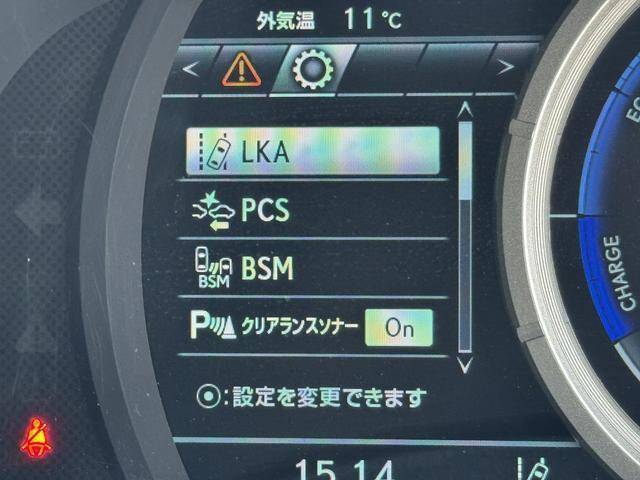 外気温 11℃
LKA
PCS
BSM
BSM
P クリアランスソナー On
:設定を変更できます
15.14
CHARGE